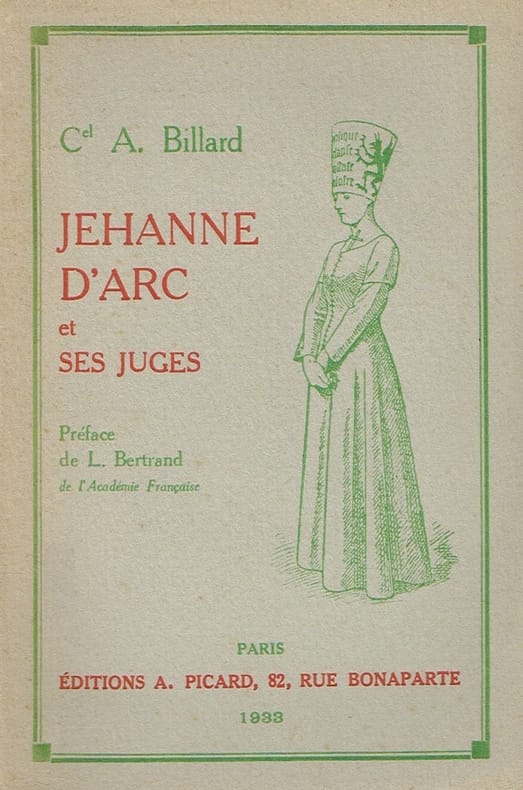 Cel A. Billard
JEHANNE
D'ARC
et
SES JUGES
Préface
de L. Bertrand
de l'Académie Française
PARIS
ÉDITIONS A. PICARD, 82, RUE BONAPARTE
1933